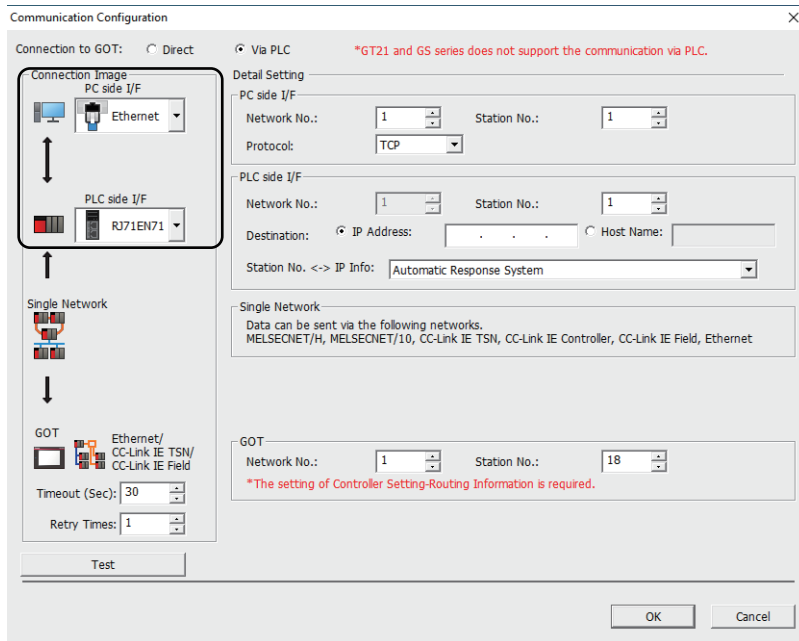 Communication Configuration
Connection to GOT: Direct Via PLC *GT21 and GS series does not support the communication via PLC.
Connection Image
PC side I/F
Ethernet
PLC side I/F
RJ71EN71
Single Network
GOT
Ethernet/
CC-Link IE TSN/
CC-Link IE Field
Timeout (Sec): 30
Retry Times: 1
Test
Detail Setting
PC side I/F
Network No.: 1 Station No.: 1
Protocol: TCP
PLC side I/F
Network No.: 1 Station No.: 1
Destination: IP Address: . . . Host Name:
Station No. <-> IP Info: Automatic Response System
Single Network
Data can be sent via the following networks.
MELSECNET/H, MELSECNET/10, CC-Link IE TSN, CC-Link IE Controller, CC-Link IE Field, Ethernet
GOT
Network No.: 1 Station No.: 18
*The setting of Controller Setting-Routing Information is required.
OK Cancel